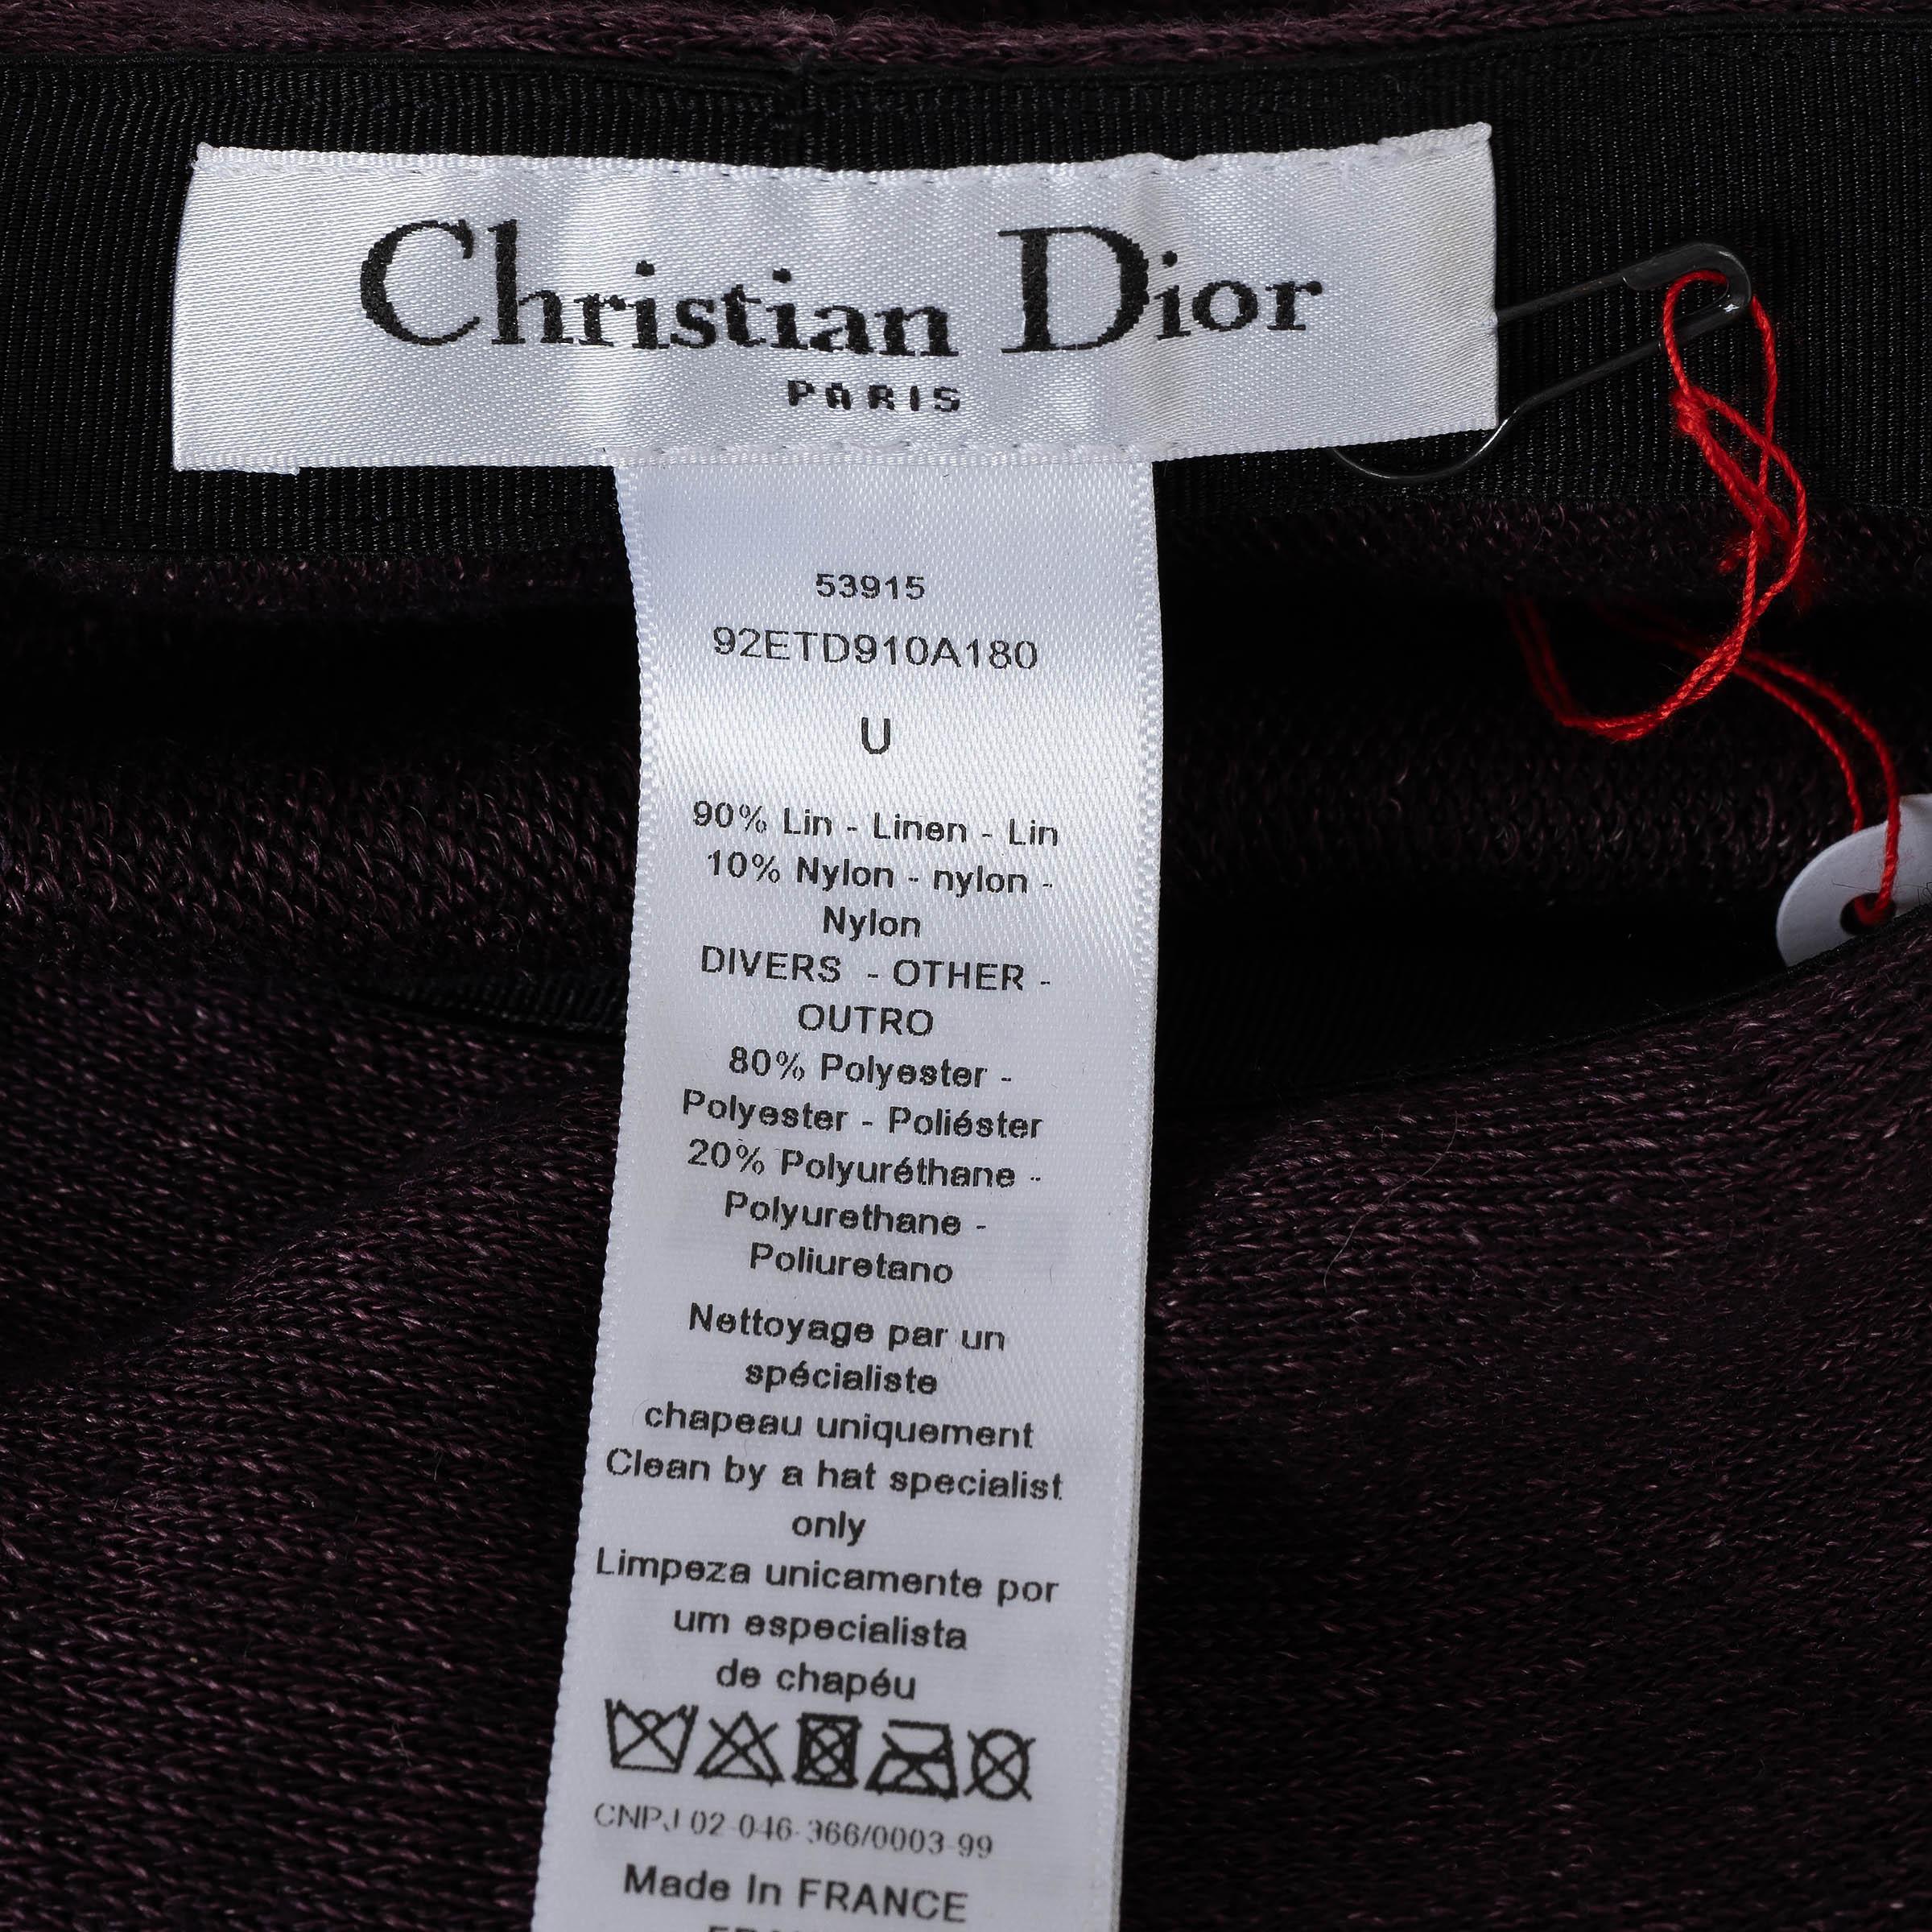 Christian Dior
PARIS
53915
92ETD910A180
U
90% Lin - Linen - Lin
10% Nylon - nylon -
Nylon
DIVERS - OTHER -
OUTRO
80% Polyester -
Polyester - Poliéster
20% Polyuréthane -
Polyurethane -
Poliuretano
Nettoyage par un
spécialiste
chapeau uniquement
Clean by a hat specialist
only
Limpeza unicamente por
um especialista
de chapéu
CNPJ 02-046-366/0003-99
Made In FRANCE